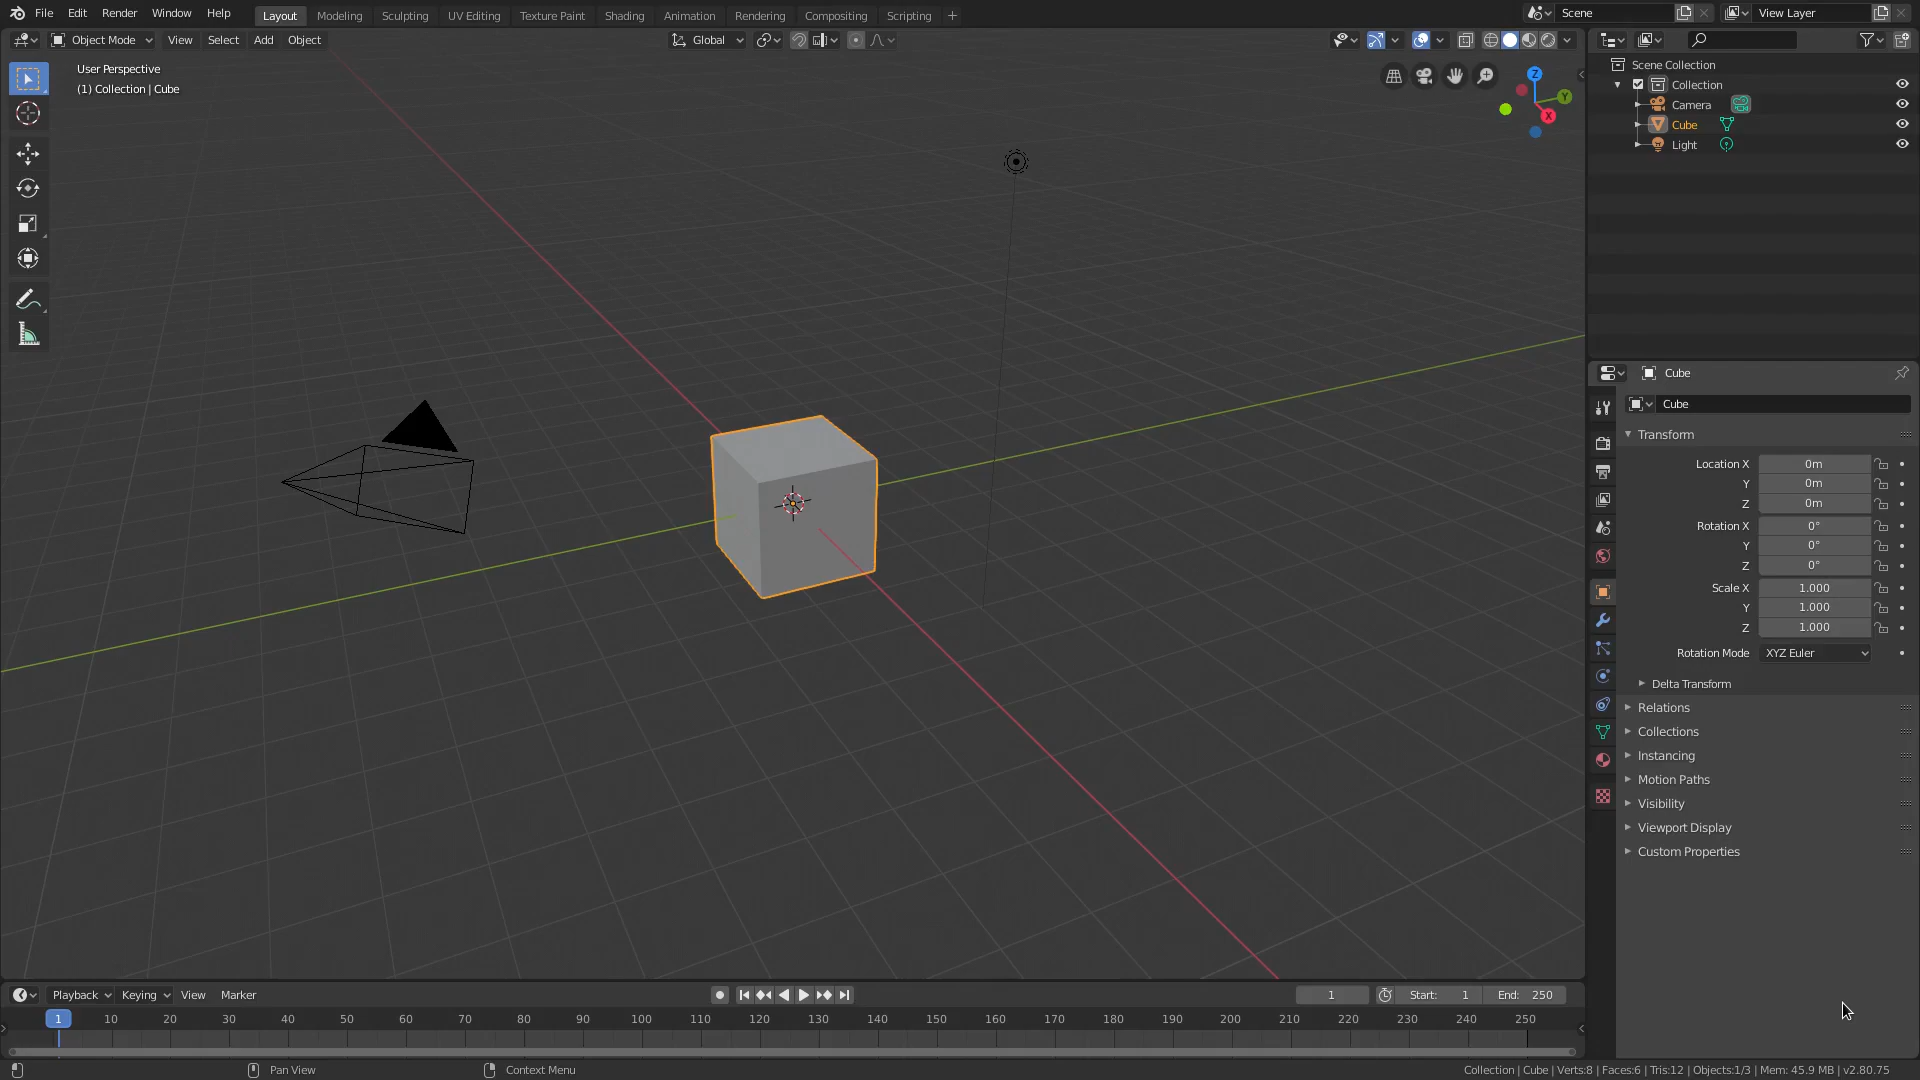 File Edit Render Window Help Layout Modeling Sculpting UV Editing Texture Paint Shading Animation Rendering Compositing Scripting + Scene View Layer
Object Mode View Select Add Object Global
User Perspective
(1) Collection | Cube
Z
Y
X
Scene Collection
Collection
Camera
Cube
Light
Cube
Cube
Transform
Location X 0m
Y 0m
Z 0m
Rotation X 0°
Y 0°
Z 0°
Scale X 1.000
Y 1.000
Z 1.000
Rotation Mode XYZ Euler
Delta Transform
Relations
Collections
Instancing
Motion Paths
Visibility
Viewport Display
Custom Properties
Playback Keying View Marker 1 Start: 1 End: 250
1 10 20 30 40 50 60 70 80 90 100 110 120 130 140 150 160 170 180 190 200 210 220 230 240 250
Pan View Context Menu Collection | Cube | Verts:8 | Faces:6 | Tris:12 | Objects:1/3 | Mem: 45.9 MB | v2.80.75